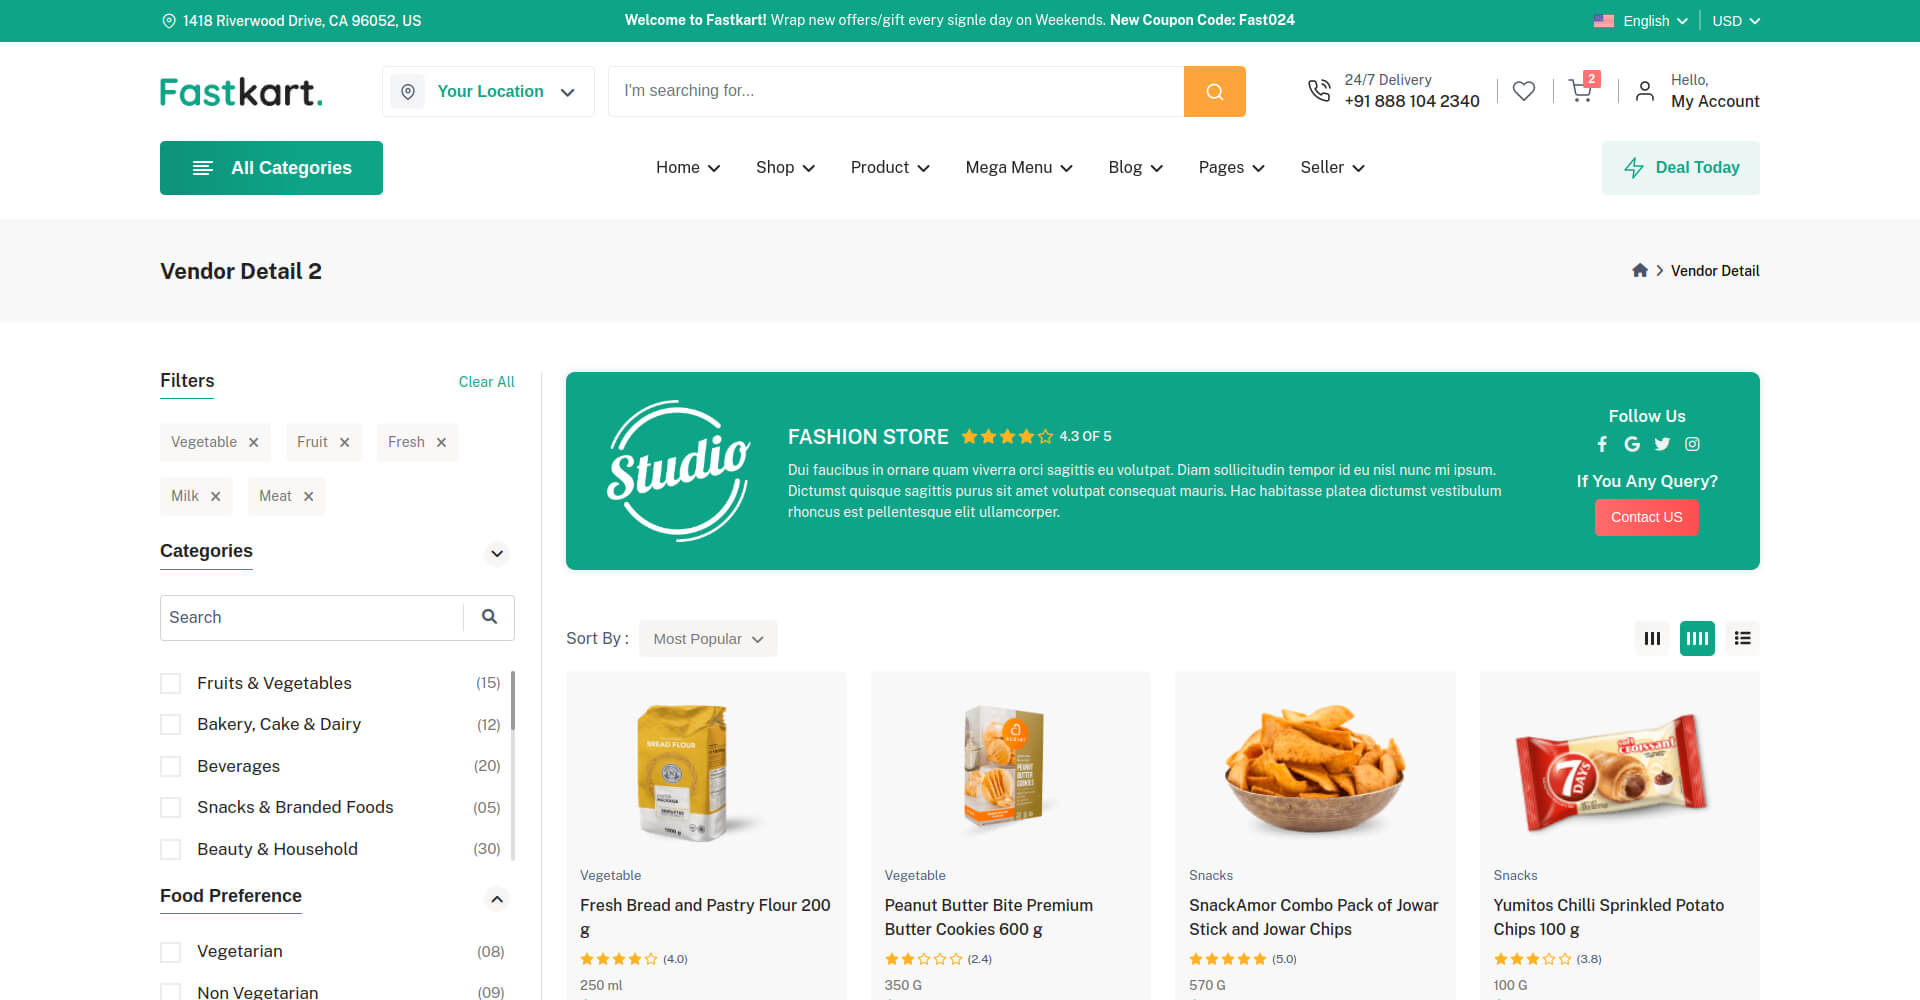 1418 Riverwood Drive, CA 96052, US
Welcome to Fastkart! Wrap new offers/gift every signle day on Weekends. New Coupon Code: Fast024
English
USD
Fastkart.
Your Location
I'm searching for...
24/7 Delivery
+91 888 104 2340
2
Hello,
My Account
All Categories
Home
Shop
Product
Mega Menu
Blog
Pages
Seller
Deal Today
Vendor Detail 2
Vendor Detail
Filters
Clear All
Vegetable
Fruit
Fresh
Milk
Meat
Categories
Search
Fruits & Vegetables (15)
Bakery, Cake & Dairy (12)
Beverages (20)
Snacks & Branded Foods (05)
Beauty & Household (30)
Food Preference
Vegetarian (08)
Non Vegetarian (09)
Studio
FASHION STORE
4.3 OF 5
Dui faucibus in ornare quam viverra orci sagittis eu volutpat. Diam sollicitudin tempor id eu nisl nunc mi ipsum.
Dictumst quisque sagittis purus sit amet volutpat consequat mauris. Hac habitasse platea dictumst vestibulum
rhoncus est pellentesque elit ullamcorper.
Follow Us
If You Any Query?
Contact US
Sort By :
Most Popular
BREAD FLOUR
1000 g
Vegetable
Fresh Bread and Pastry Flour 200
g
(4.0)
250 ml
PEANUT
BUTTER
COOKIES
Vegetable
Peanut Butter Bite Premium
Butter Cookies 600 g
(2.4)
350 G
Snacks
SnackAmor Combo Pack of Jowar
Stick and Jowar Chips
(5.0)
570 G
7
DAYS
croissant
Snacks
Yumitos Chilli Sprinkled Potato
Chips 100 g
(3.8)
100 G